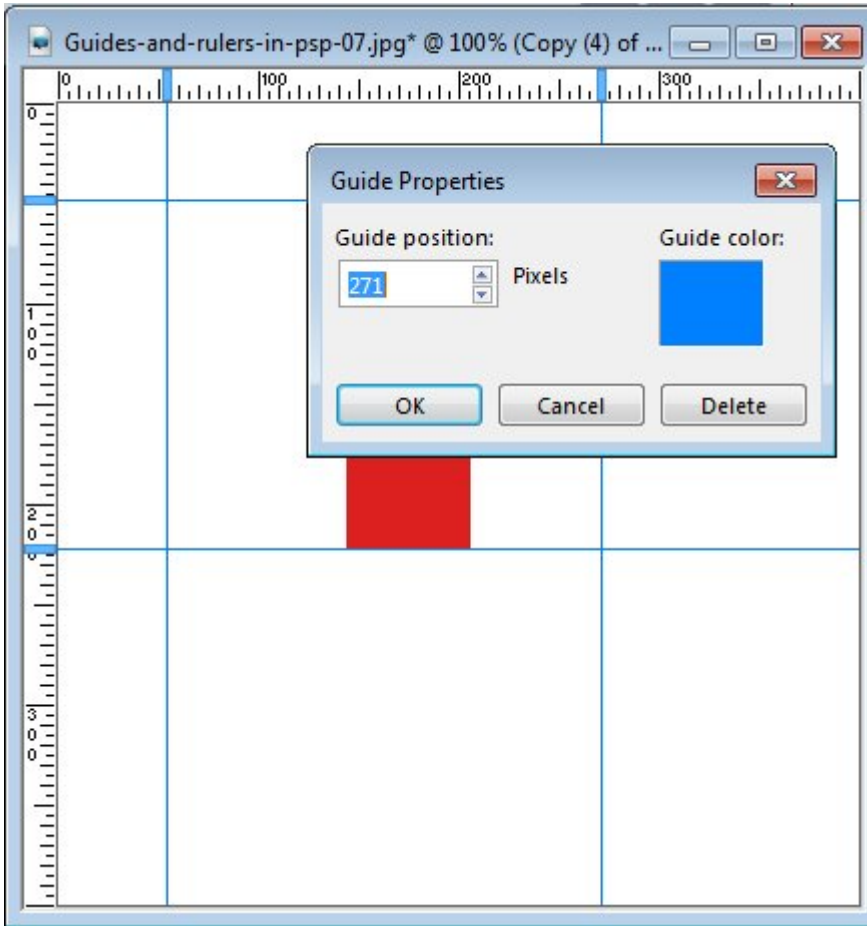 Guides-and-rulers-in-psp-07.jpg* @ 100% (Copy (4) of ...
0 100 200 300
0
Guide Properties
Guide position: Guide color:
271 Pixels
100
OK Cancel Delete
200
300